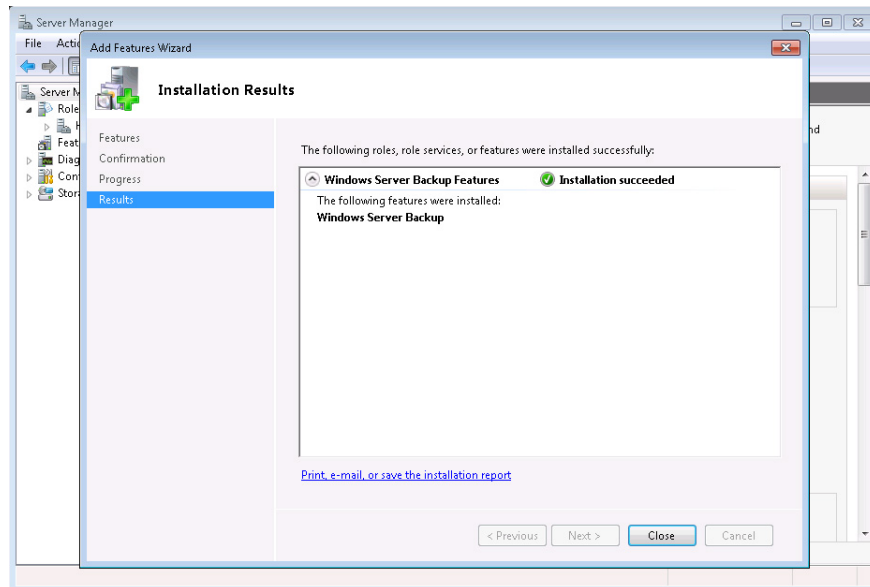 Server Manager
File
Add Features Wizard
Installation Results
Features
Confirmation
Progress
Results
The following roles, role services, or features were installed successfully:
Windows Server Backup Features Installation succeeded
The following features were installed:
Windows Server Backup
Print, e-mail, or save the installation report
< Previous Next > Close Cancel
Server